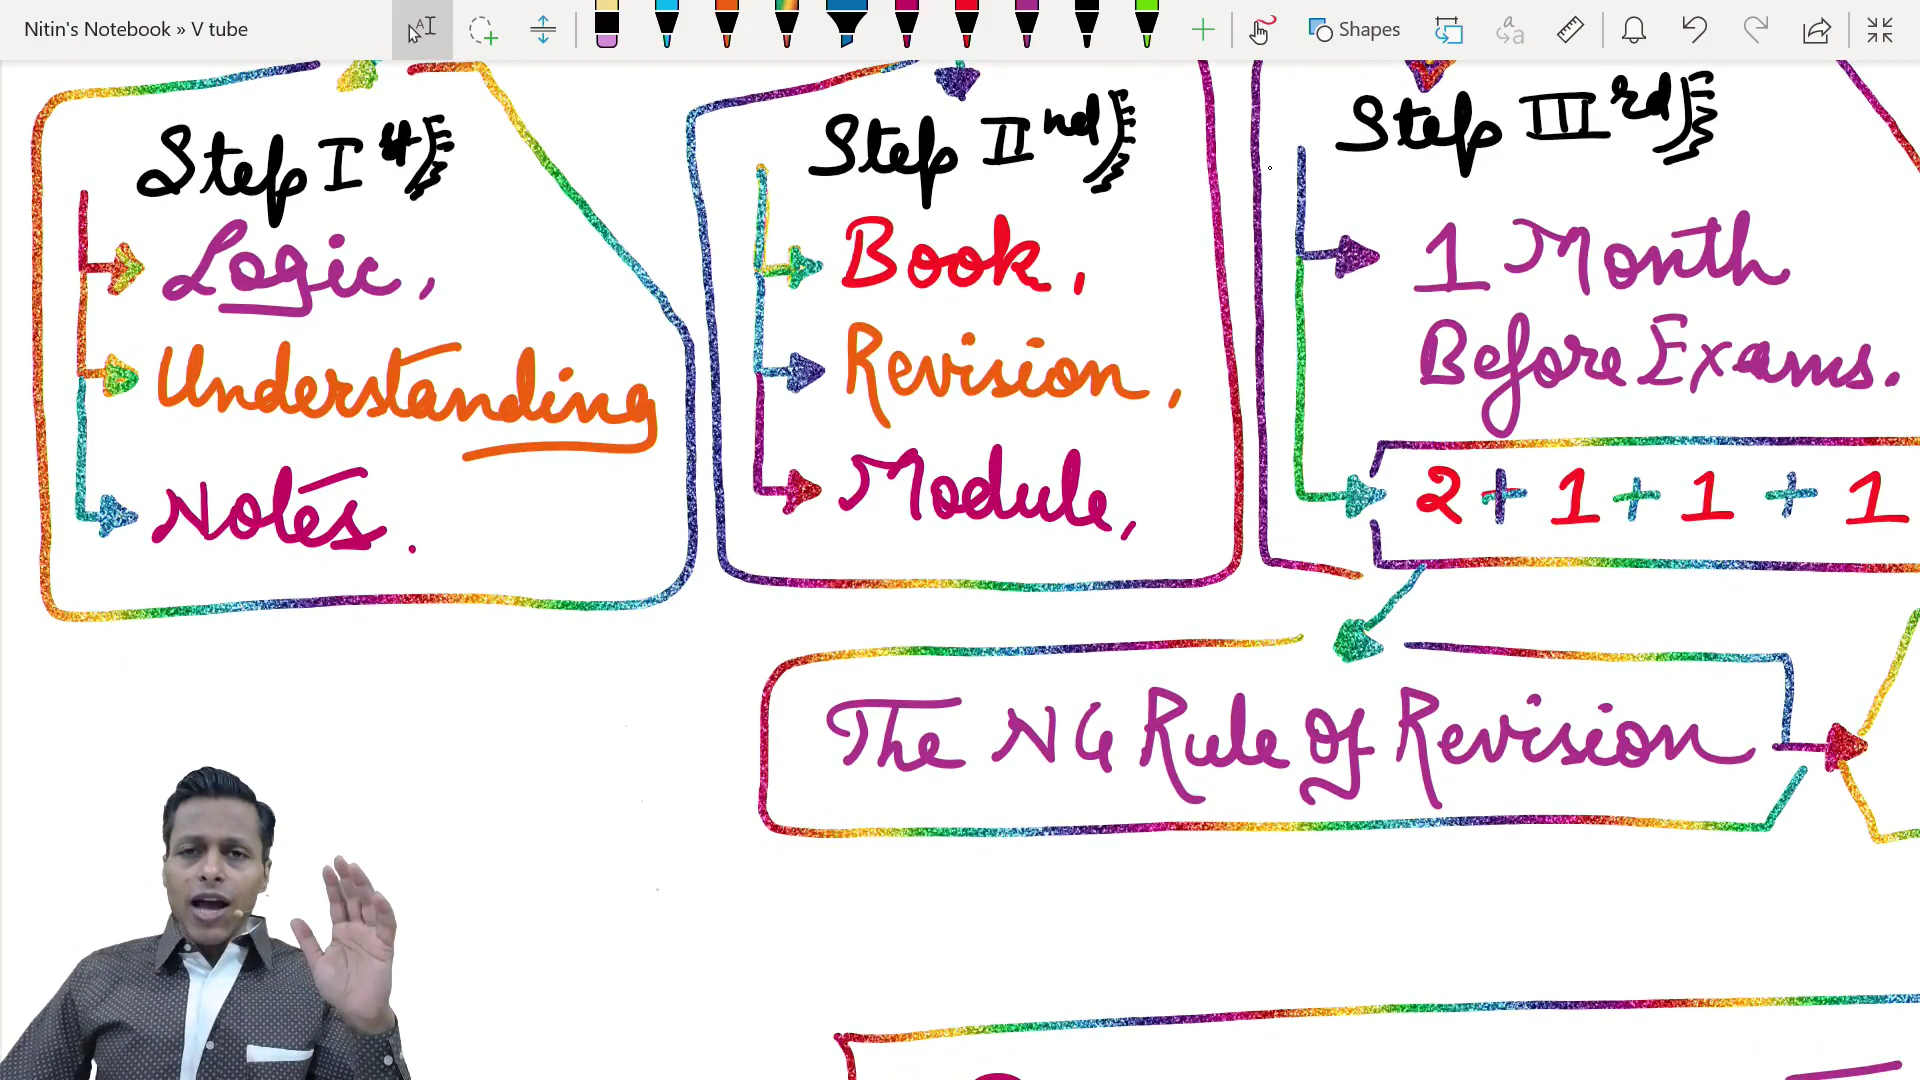 Nitin's Notebook » V tube
Shapes
Step I st
Logic,
Understanding
Notes.
Step II nd
Book,
Revision,
Module,
Step III rd
1 Month
Before Exams.
2 + 1 + 1 + 1
The NG Rule Of Revision